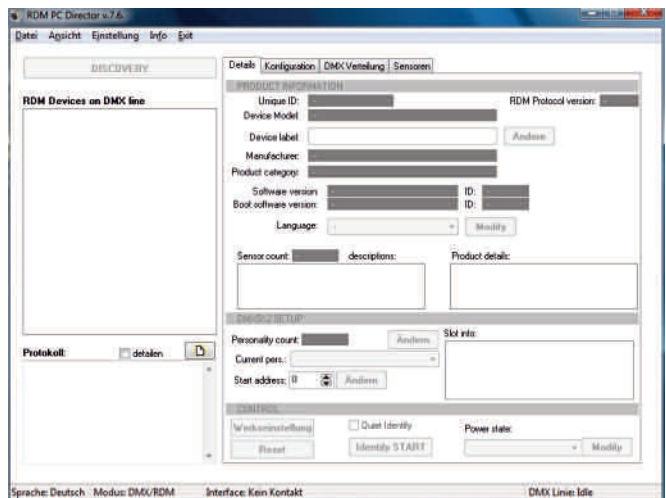 RDM PC Director v.7.6.
Datei Ansicht Einstellung Info Exit
DISCOVERY
RDM Devices on DMX line
Protokoll: detailen
Details Konfiguration DMX Verteilung Sensoren
PRODUCT INFORMATION
Unique ID: - RDM Protocol version: -
Device Model: -
Device label: Ändern
Manufacturer: -
Product category: -
Software version: - ID: -
Boot software version: - ID: -
Language: - Modify
Sensor count: descriptions: Product details:
DMX512 SETUP
Personality count: Ändern Slot info:
Current pers.:
Start address: 0 Ändern
CONTROL
Werkseinstellung Quiet Identify Power state:
Reset Identify START Modify
Sprache: Deutsch Modus: DMX/RDM Interface: Kein Kontakt DMX Linie: Idle